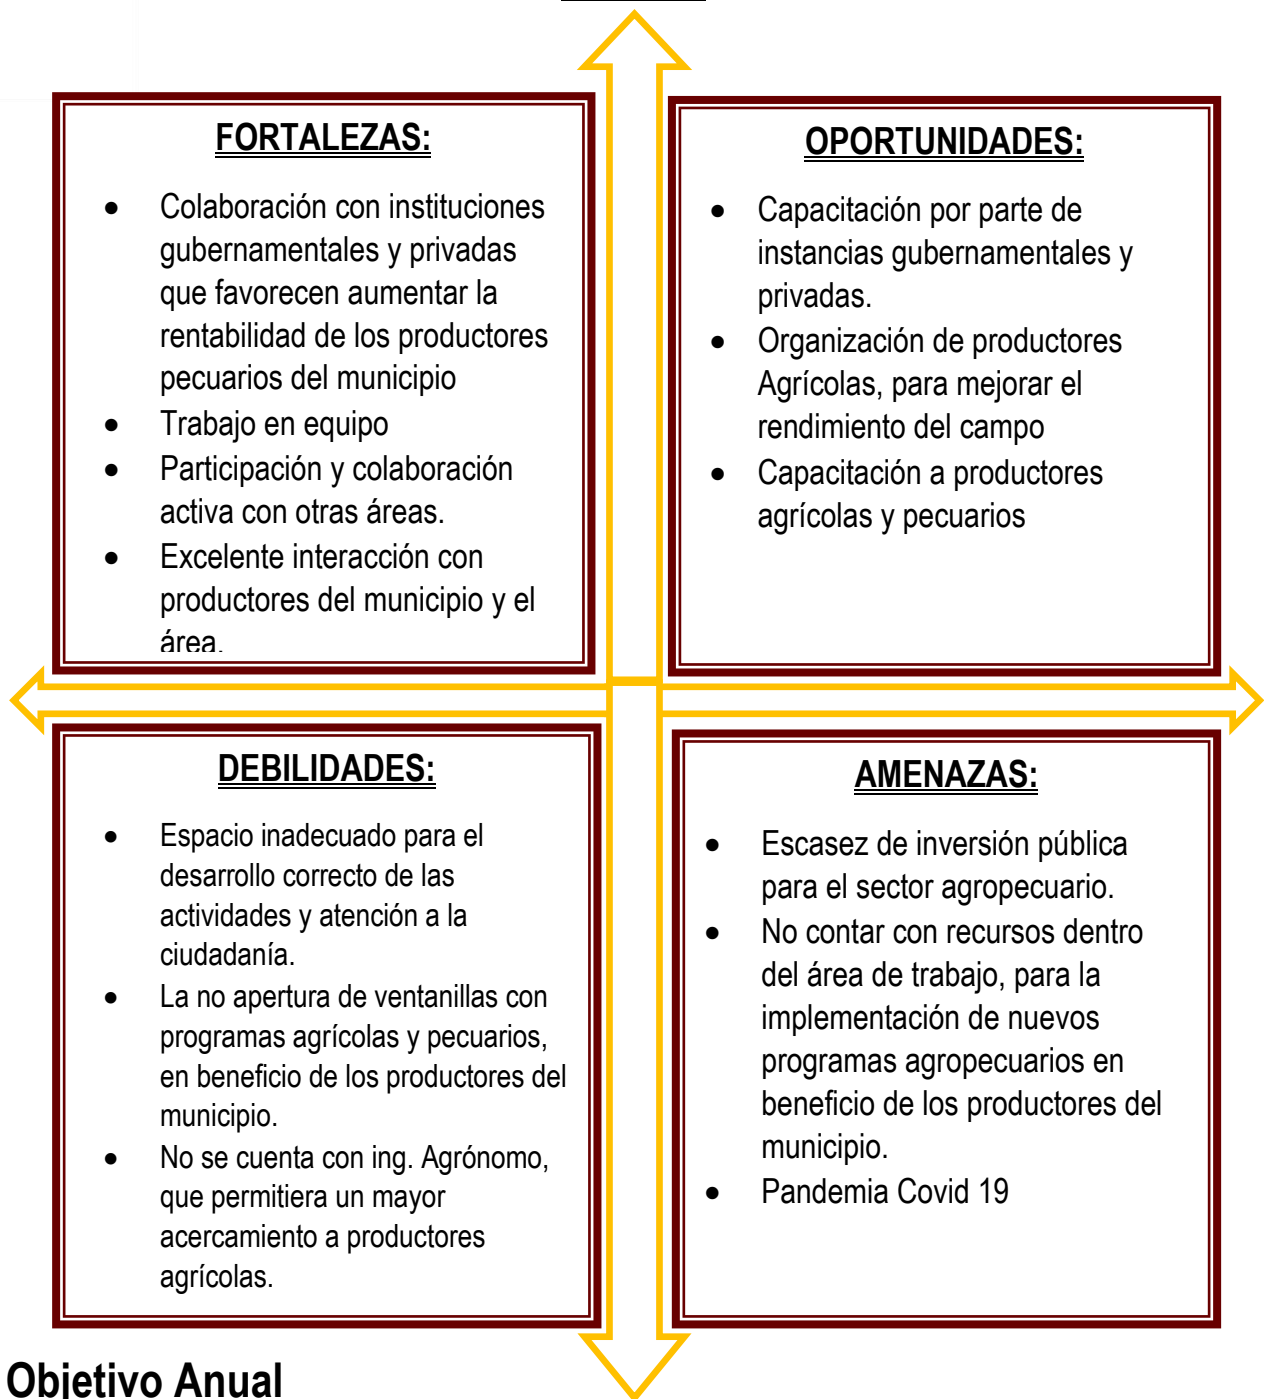 FORTALEZAS:
• Colaboración con instituciones
gubernamentales y privadas
que favorecen aumentar la
rentabilidad de los productores
pecuarios del municipio
• Trabajo en equipo
• Participación y colaboración
activa con otras áreas.
• Excelente interacción con
productores del municipio y el
área.
OPORTUNIDADES:
• Capacitación por parte de
instancias gubernamentales y
privadas.
• Organización de productores
Agrícolas, para mejorar el
rendimiento del campo
• Capacitación a productores
agrícolas y pecuarios
DEBILIDADES:
• Espacio inadecuado para el
desarrollo correcto de las
actividades y atención a la
ciudadanía.
• La no apertura de ventanillas con
programas agrícolas y pecuarios,
en beneficio de los productores del
municipio.
• No se cuenta con ing. Agrónomo,
que permitiera un mayor
acercamiento a productores
agrícolas.
AMENAZAS:
• Escasez de inversión pública
para el sector agropecuario.
• No contar con recursos dentro
del área de trabajo, para la
implementación de nuevos
programas agropecuarios en
beneficio de los productores del
municipio.
• Pandemia Covid 19
Objetivo Anual